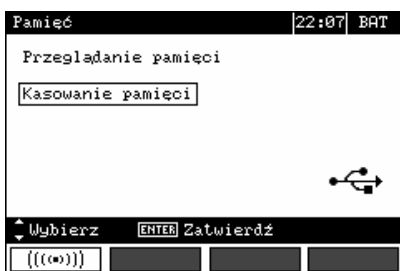 Pamięć 22:07 BAT
Przeglądanie pamięci
Kasowanie pamięci
Wybierz ENTER Zatwierdź